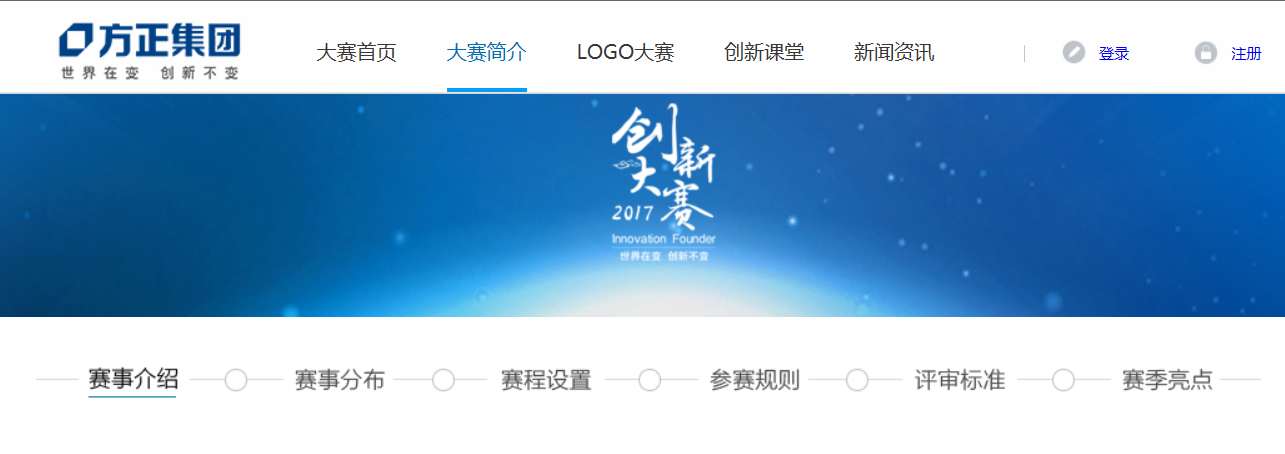 方正集团
世界在变 创新不变
大赛首页 大赛简介 LOGO大赛 创新课堂 新闻资讯 登录 注册
创新
大赛
2017
Innovation Founder
世界在变 创新不变
赛事介绍 赛事分布 赛程设置 参赛规则 评审标准 赛季亮点